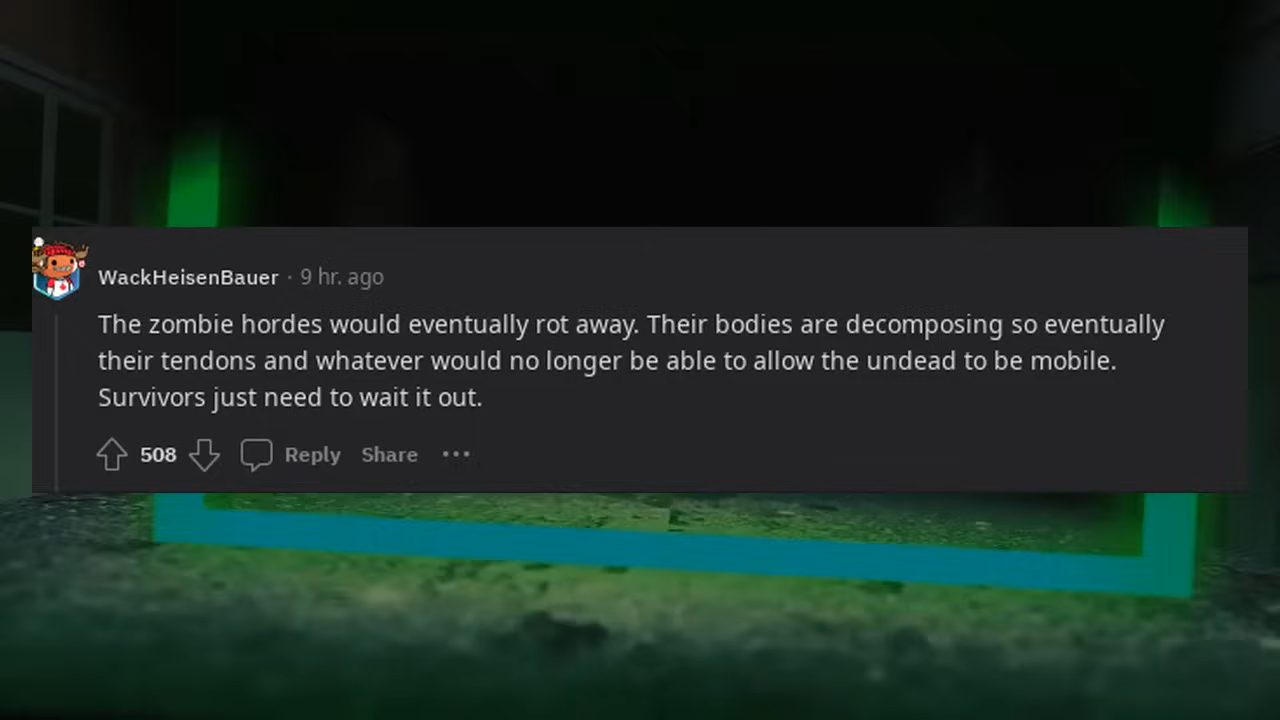 WackHeisenBauer · 9 hr. ago
The zombie hordes would eventually rot away. Their bodies are decomposing so eventually
their tendons and whatever would no longer be able to allow the undead to be mobile.
Survivors just need to wait it out.
508 Reply Share ···